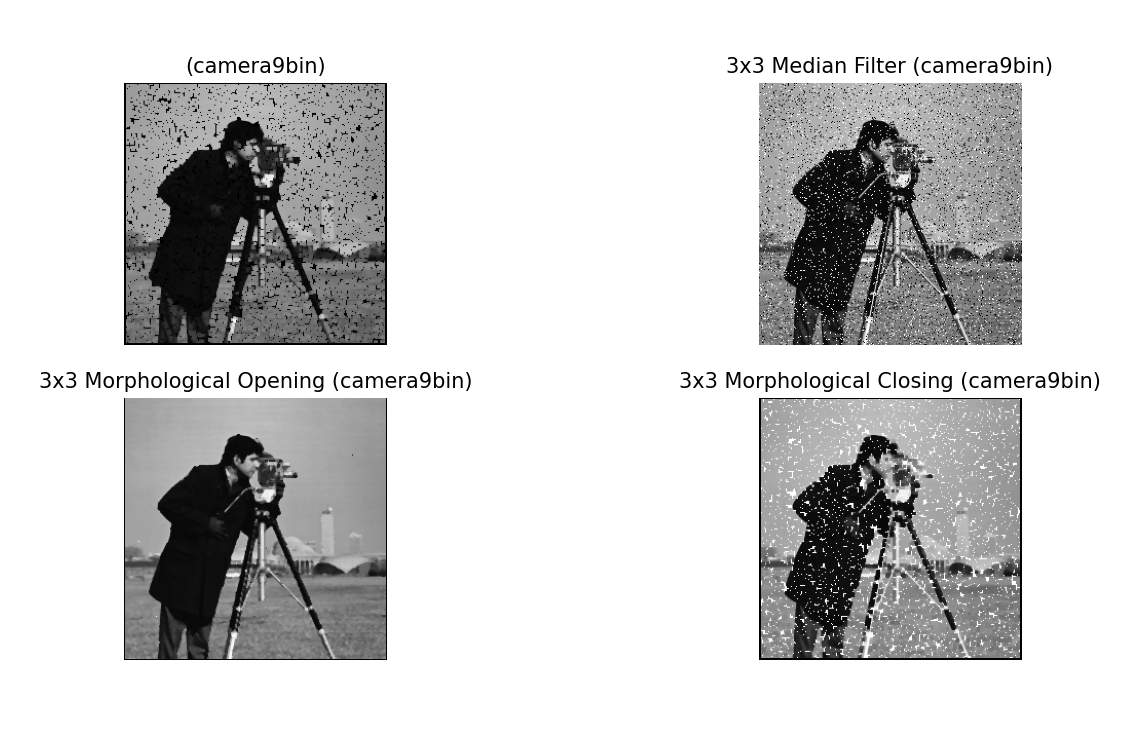 (camera9bin)
3x3 Median Filter (camera9bin)
3x3 Morphological Opening (camera9bin)
3x3 Morphological Closing (camera9bin)